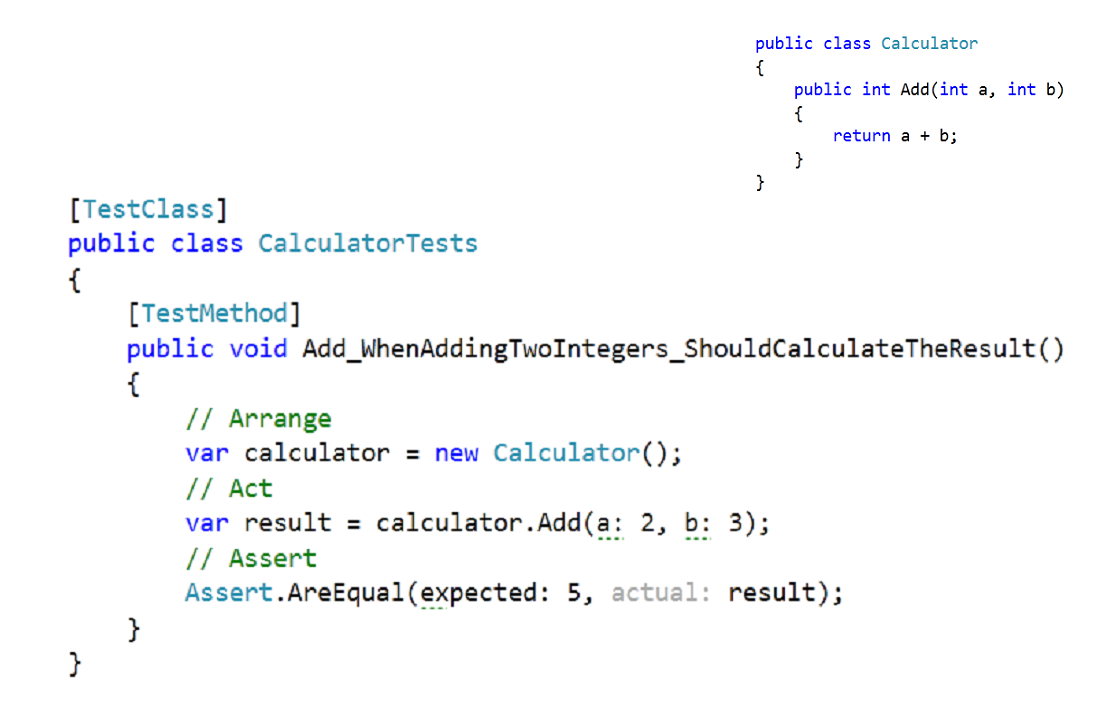 public class Calculator
{
    public int Add(int a, int b)
    {
        return a + b;
    }
}
[TestClass]
public class CalculatorTests
{
    [TestMethod]
    public void Add_WhenAddingTwoIntegers_ShouldCalculateTheResult()
    {
        // Arrange
        var calculator = new Calculator();
        // Act
        var result = calculator.Add(a: 2, b: 3);
        // Assert
        Assert.AreEqual(expected: 5, actual: result);
    }
}